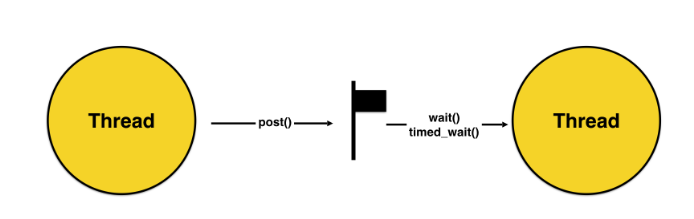 Thread
post()
wait()
timed_wait()
Thread